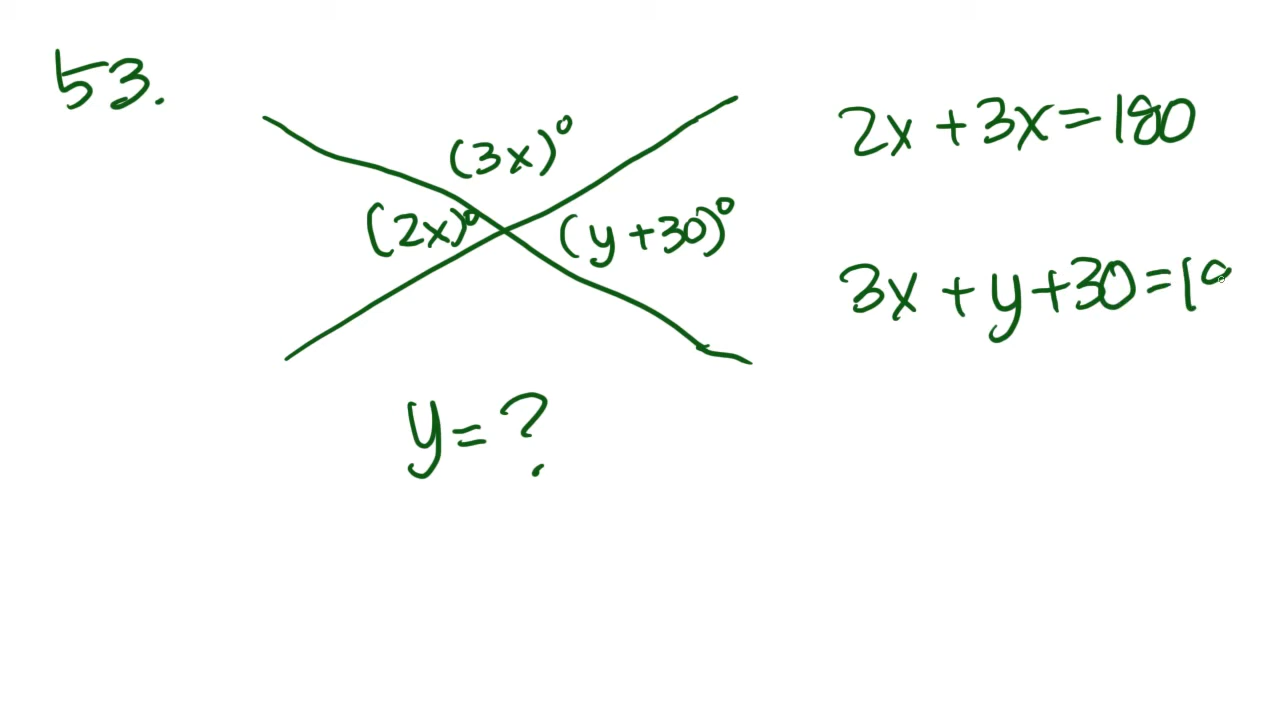 53.
(3x)°
(2x)°
(y+30)°
y=?
2x+3x=180
3x+y+30=1